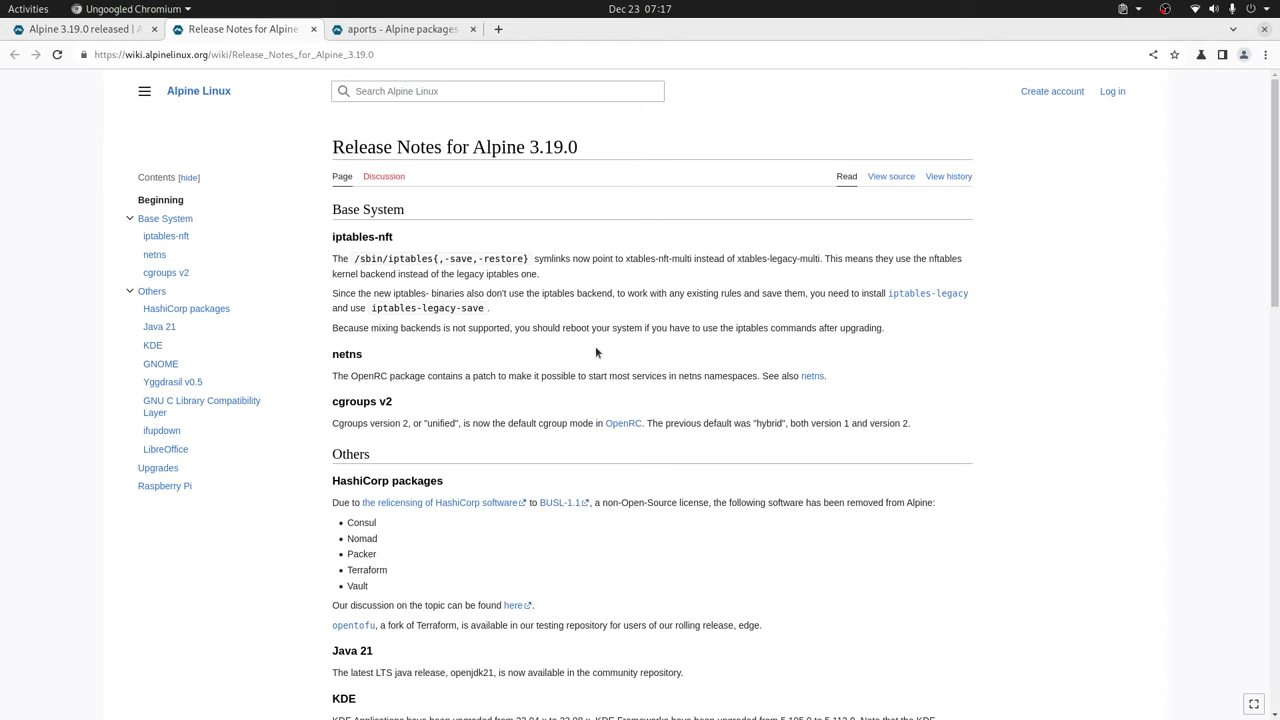 Activities
Dec 23 07:17
Alpine 3.19.0 released | A
Release Notes for Alpine
aports - Alpine packages
https://wiki.alpinelinux.org/wiki/Release_Notes_for_Alpine_3.19.0
Alpine Linux
Search Alpine Linux
Create account
Log in
Release Notes for Alpine 3.19.0
Contents [hide]
Beginning
Base System
iptables-nft
netns
cgroups v2
Others
HashiCorp packages
Java 21
KDE
GNOME
Yggdrasil v0.5
GNU C Library Compatibility
Layer
ifupdown
LibreOffice
Upgrades
Raspberry Pi
Page Discussion Read View source View history
Base System
iptables-nft
The /sbin/iptables{,-save,-restore} symlinks now point to xtables-nft-multi instead of xtables-legacy-multi. This means they use the nftables
kernel backend instead of the legacy iptables one.
Since the new iptables- binaries also don't use the iptables backend, to work with any existing rules and save them, you need to install iptables-legacy
and use iptables-legacy-save .
Because mixing backends is not supported, you should reboot your system if you have to use the iptables commands after upgrading.
netns
The OpenRC package contains a patch to make it possible to start most services in netns namespaces. See also netns.
cgroups v2
Cgroups version 2, or "unified", is now the default cgroup mode in OpenRC. The previous default was "hybrid", both version 1 and version 2.
Others
HashiCorp packages
Due to the relicensing of HashiCorp software to BUSL-1.1, a non-Open-Source license, the following software has been removed from Alpine:
Consul
Nomad
Packer
Terraform
Vault
Our discussion on the topic can be found here.
opentofu, a fork of Terraform, is available in our testing repository for users of our rolling release, edge.
Java 21
The latest LTS java release, openjdk21, is now available in the community repository.
KDE